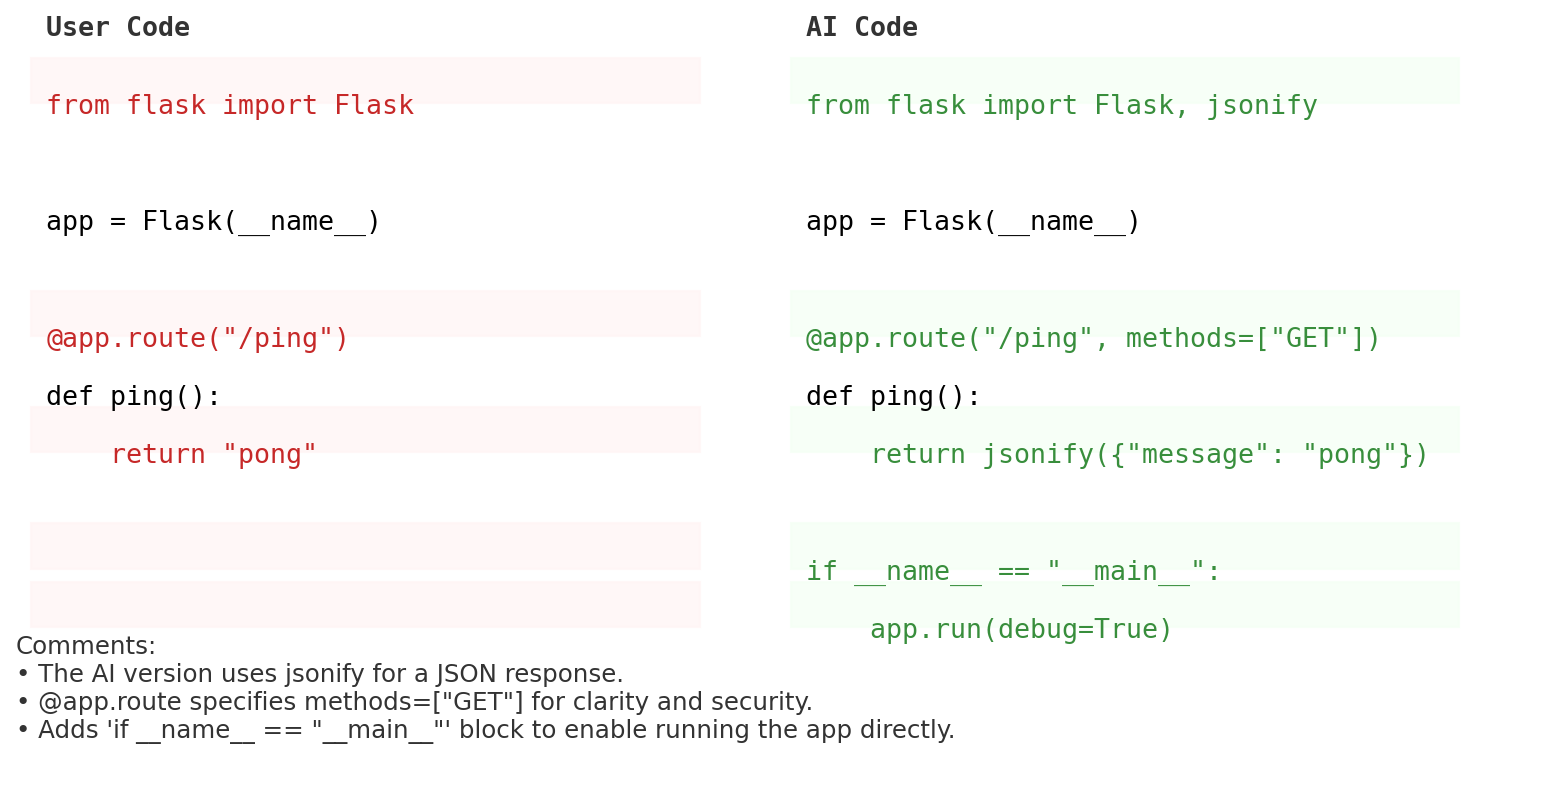 User Code
from flask import Flask
app = Flask(__name__)
@app.route("/ping")
def ping():
    return "pong"
AI Code
from flask import Flask, jsonify
app = Flask(__name__)
@app.route("/ping", methods=["GET"])
def ping():
    return jsonify({"message": "pong"})
if __name__ == "__main__":
    app.run(debug=True)
Comments:
• The AI version uses jsonify for a JSON response.
• @app.route specifies methods=["GET"] for clarity and security.
• Adds 'if __name__ == "__main__"' block to enable running the app directly.